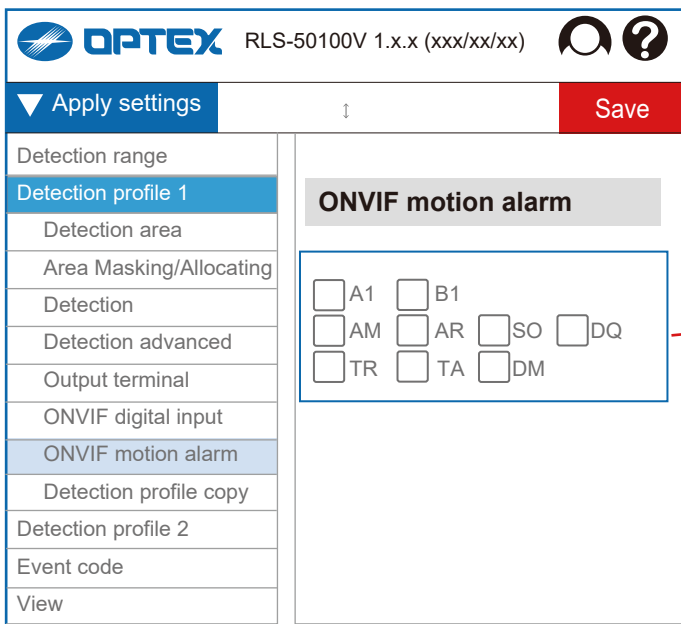 OPTEX RLS-50100V 1.x.x (xxx/xx/xx) ?
▼ Apply settings ↕ Save
Detection range
Detection profile 1
Detection area
Area Masking/Allocating
Detection
Detection advanced
Output terminal
ONVIF digital input
ONVIF motion alarm
Detection profile copy
Detection profile 2
Event code
View
ONVIF motion alarm
A1 B1
AM AR SO DQ
TR TA DM